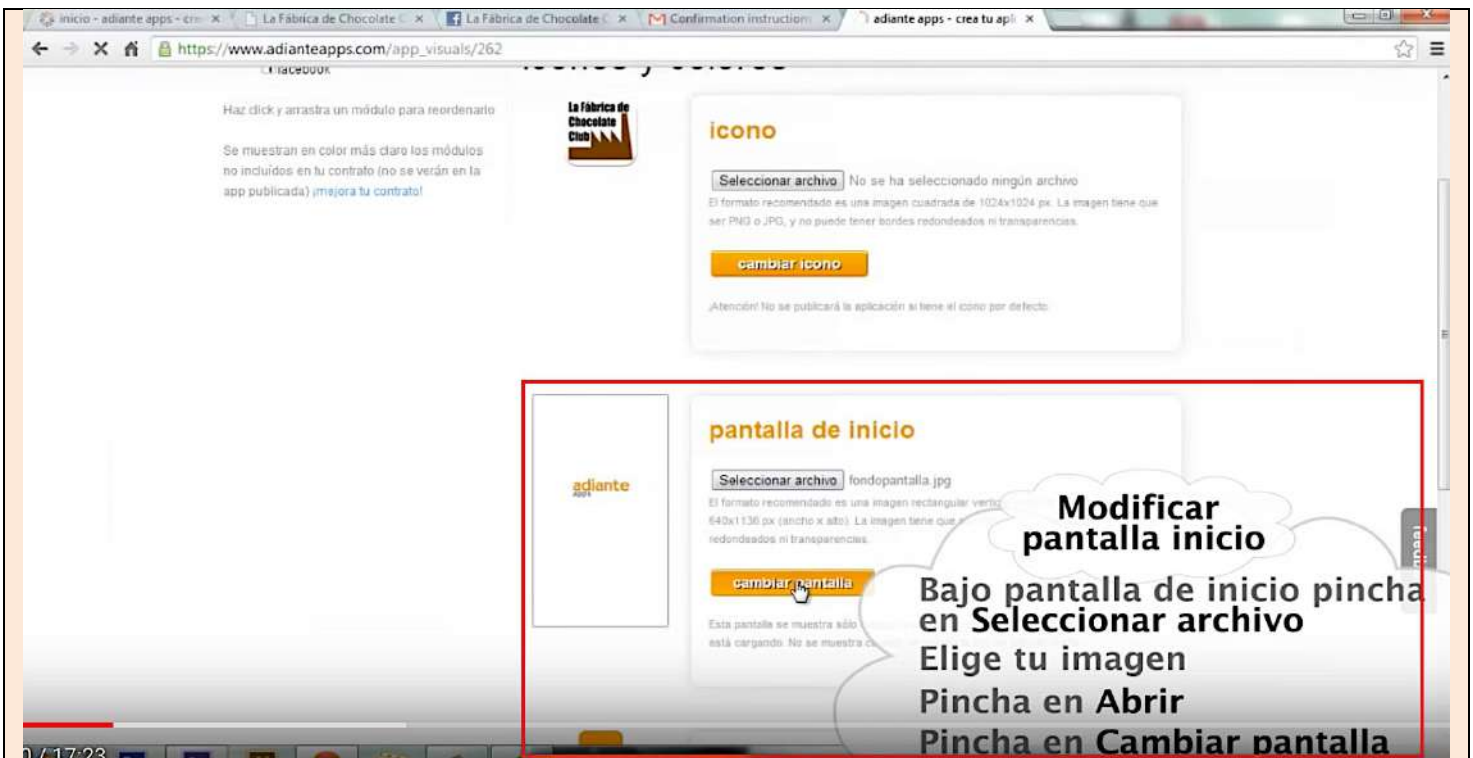 inicio - adiante apps - cre
La Fábrica de Chocolate C
La Fábrica de Chocolate C
Confirmation instruction
adiante apps - crea tu apli
https://www.adianteapps.com/app_visuals/262
facebook
iconos y colores
Haz click y arrastra un módulo para reordenarlo
Se muestran en color más claro los módulos
no incluídos en tu contrato (no se verán en la
app publicada) ¡mejora tu contrato!
La Fábrica de
Chocolate
Club
icono
Seleccionar archivo No se ha seleccionado ningún archivo
El formato recomendado es una imagen cuadrada de 1024x1024 px. La imagen tiene que
ser PNG o JPG, y no puede tener bordes redondeados ni transparencias.
cambiar icono
¡Atención! No se publicará la aplicación si tiene el icono por defecto.
adiante
APPS
pantalla de inicio
Seleccionar archivo fondopantalla.jpg
El formato recomendado es una imagen rectangular
640x1136 px (ancho x alto). La imagen tiene que
redondeados ni transparencias.
cambiar pantalla
Esta pantalla se muestra sólo
está cargando. No se muestra
Modificar
pantalla inicio
Bajo pantalla de inicio pincha
en Seleccionar archivo
Elige tu imagen
Pincha en Abrir
Pincha en Cambiar pantalla
/ 17:23